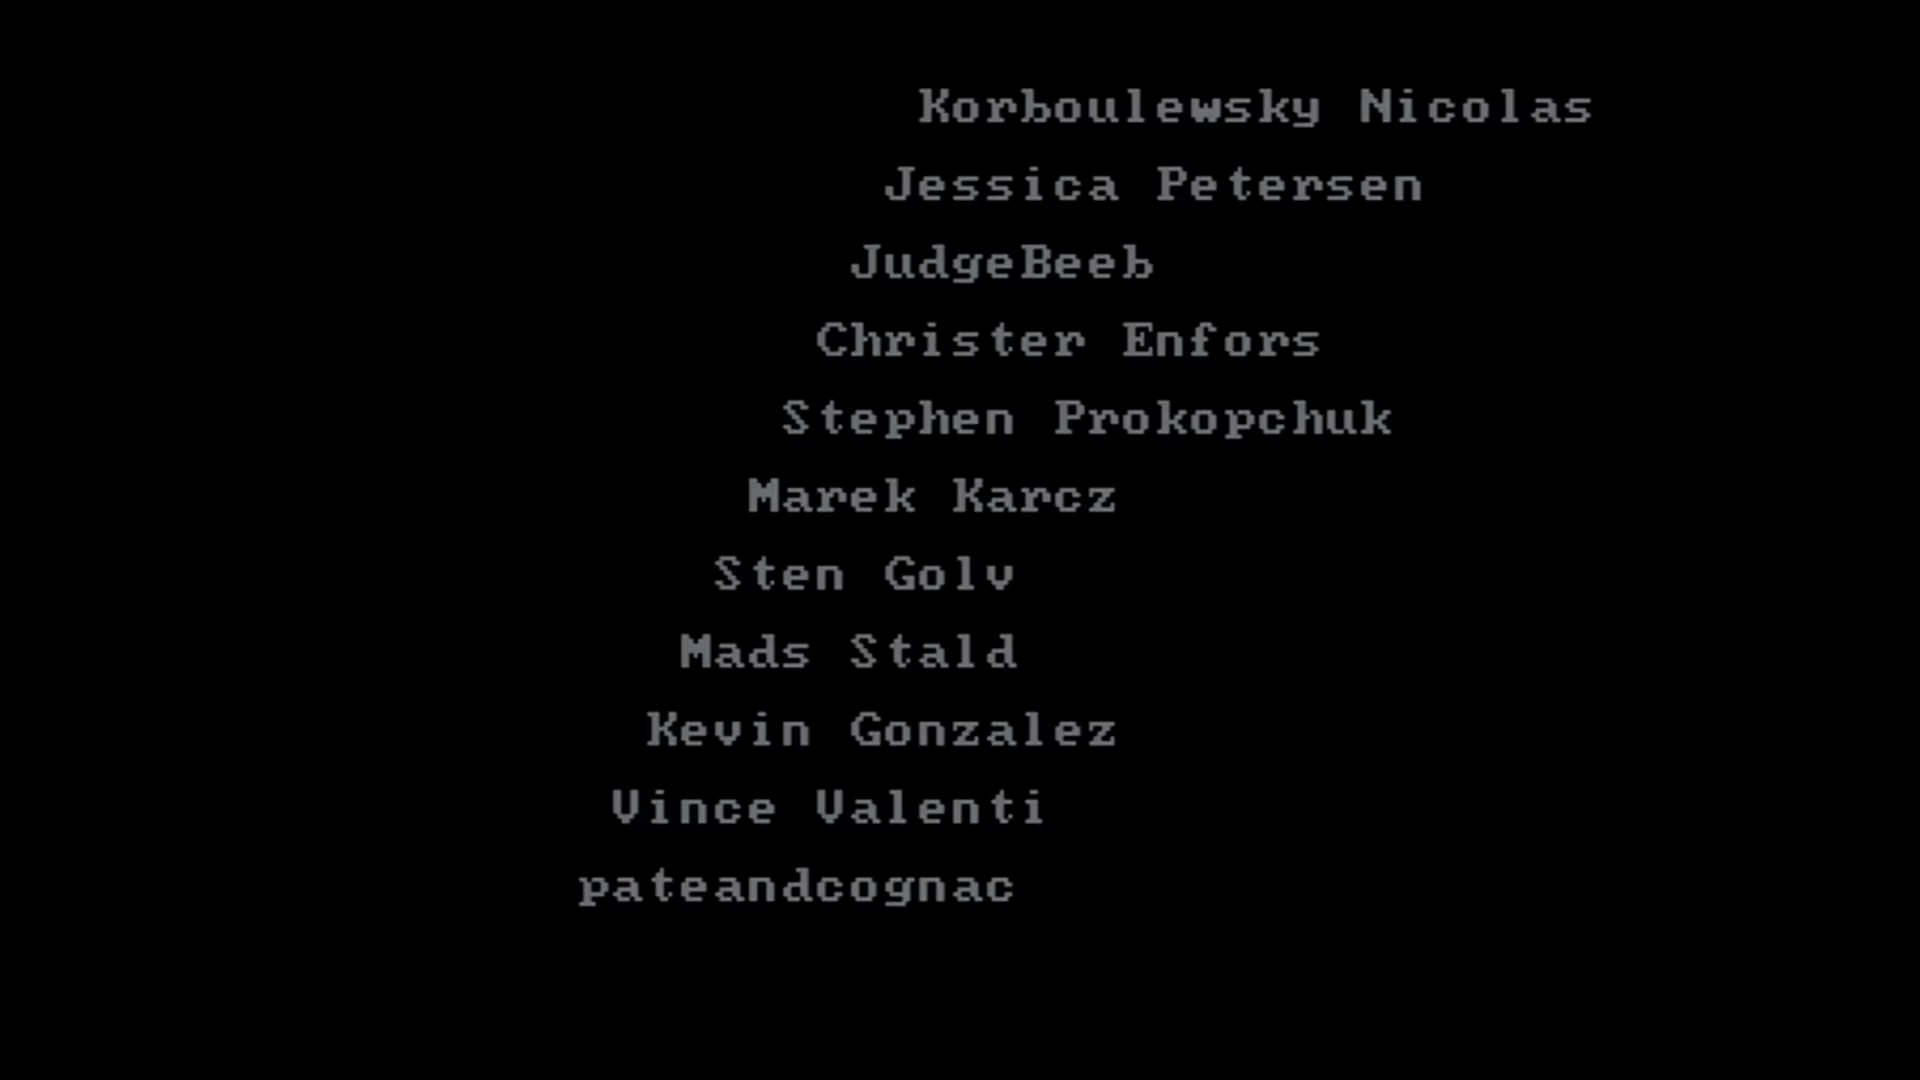 Korboulewsky Nicolas
Jessica Petersen
JudgeBeeb
Christer Enfors
Stephen Prokopchuk
Marek Karcz
Sten Golv
Mads Stald
Kevin Gonzalez
Vince Valenti
pateandcognac